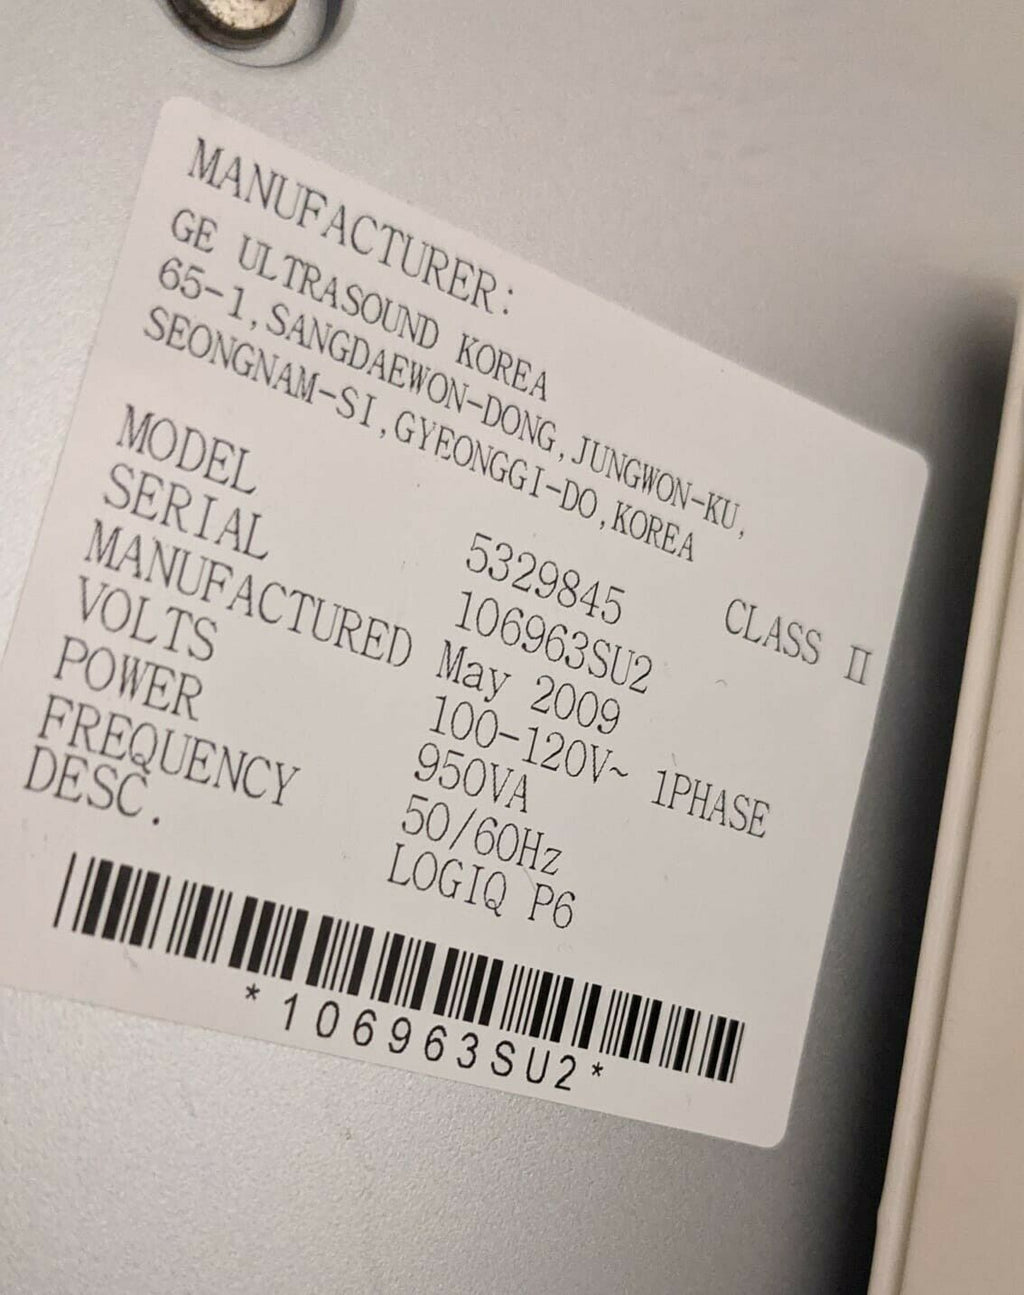 MANUFACTURER:
GE ULTRASOUND KOREA
65-1,SANGDAEWON-DONG,JUNGWON-KU,
SEONGNAM-SI,GYEONGGI-DO,KOREA
MODEL 5329845 CLASS II
SERIAL 106963SU2
MANUFACTURED May 2009
VOLTS 100-120V~ 1PHASE
POWER 950VA
FREQUENCY 50/60Hz
DESC. LOGIQ P6
*106963SU2*